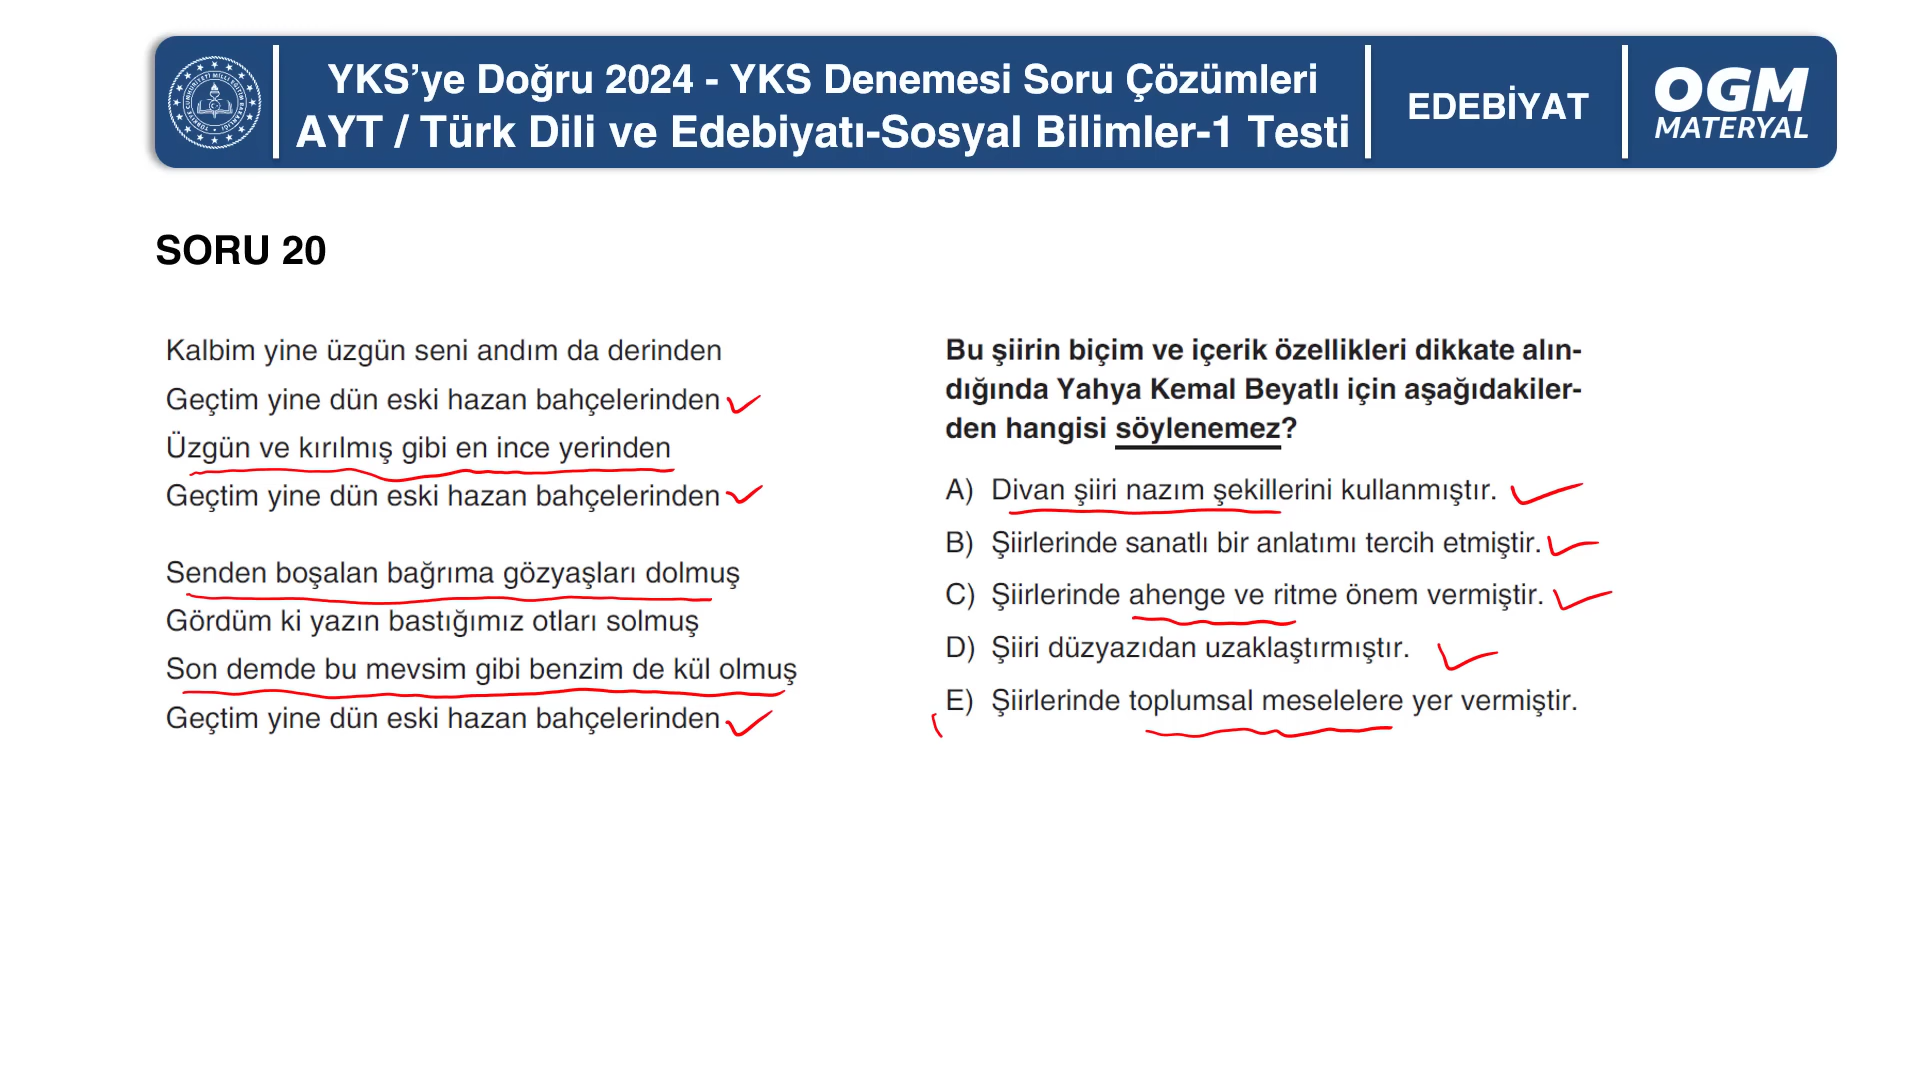 YKS'ye Doğru 2024 - YKS Denemesi Soru Çözümleri
AYT / Türk Dili ve Edebiyatı-Sosyal Bilimler-1 Testi
EDEBİYAT
OGM
MATERYAL
SORU 20
Kalbim yine üzgün seni andım da derinden
Geçtim yine dün eski hazan bahçelerinden
Üzgün ve kırılmış gibi en ince yerinden
Geçtim yine dün eski hazan bahçelerinden
Senden boşalan bağrıma gözyaşları dolmuş
Gördüm ki yazın bastığımız otları solmuş
Son demde bu mevsim gibi benzim de kül olmuş
Geçtim yine dün eski hazan bahçelerinden
Bu şiirin biçim ve içerik özellikleri dikkate alın-
dığında Yahya Kemal Beyatlı için aşağıdakiler-
den hangisi söylenemez?
A) Divan şiiri nazım şekillerini kullanmıştır.
B) Şiirlerinde sanatlı bir anlatımı tercih etmiştir.
C) Şiirlerinde ahenge ve ritme önem vermiştir.
D) Şiiri düzyazıdan uzaklaştırmıştır.
E) Şiirlerinde toplumsal meselelere yer vermiştir.